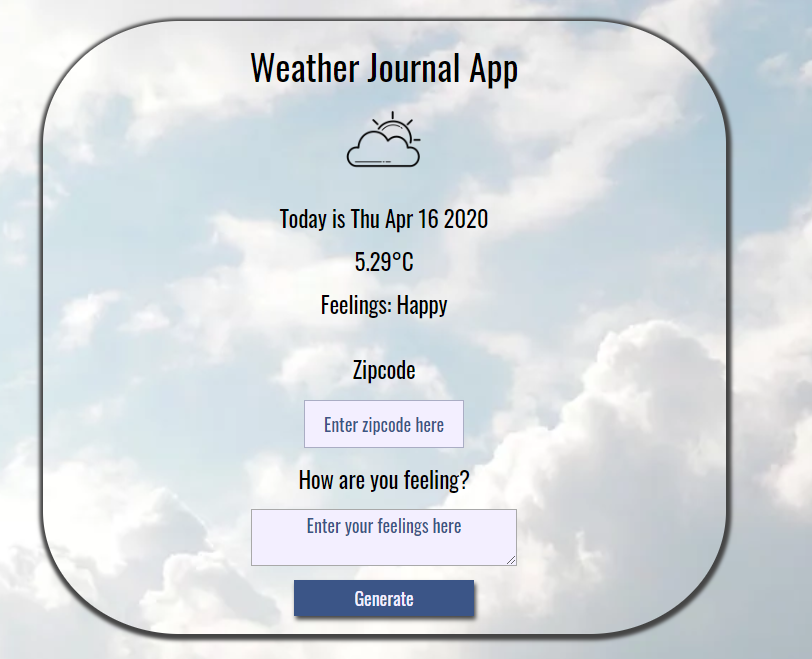 Weather Journal App
Today is Thu Apr 16 2020
5.29°C
Feelings: Happy
Zipcode
Enter zipcode here
How are you feeling?
Enter your feelings here
Generate